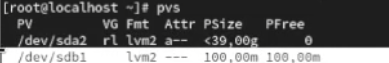 [root@localhost ~]# pvs
PV VG Fmt Attr PSize PFree
/dev/sda2 rl lvm2 a-- <39,00g 0
/dev/sdb1 lvm2 --- 100,00m 100,00m